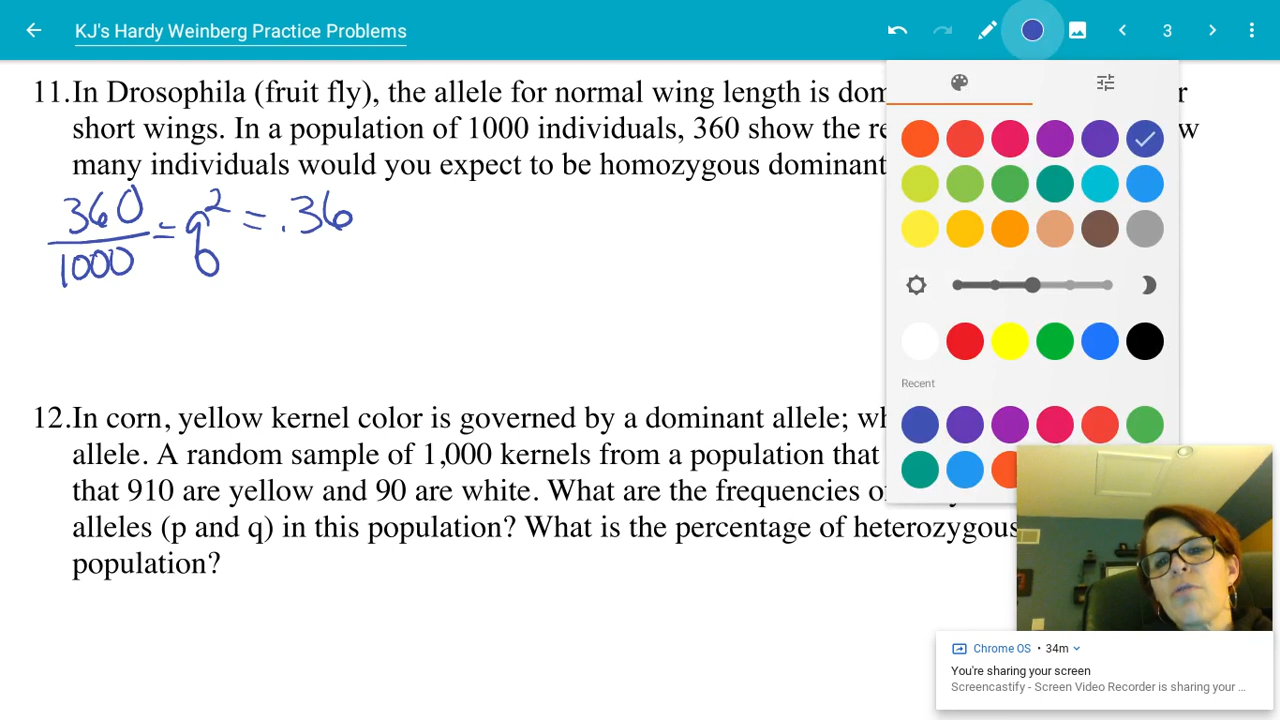 KJ's Hardy Weinberg Practice Problems
3
11.In Drosophila (fruit fly), the allele for normal wing length is dom r
short wings. In a population of 1000 individuals, 360 show the re w
many individuals would you expect to be homozygous dominant
360/1000 = q² = .36
Recent
12.In corn, yellow kernel color is governed by a dominant allele; wh
allele. A random sample of 1,000 kernels from a population that
that 910 are yellow and 90 are white. What are the frequencies o
alleles (p and q) in this population? What is the percentage of heterozygous
population?
Chrome OS • 34m
You're sharing your screen
Screencastify - Screen Video Recorder is sharing your ...